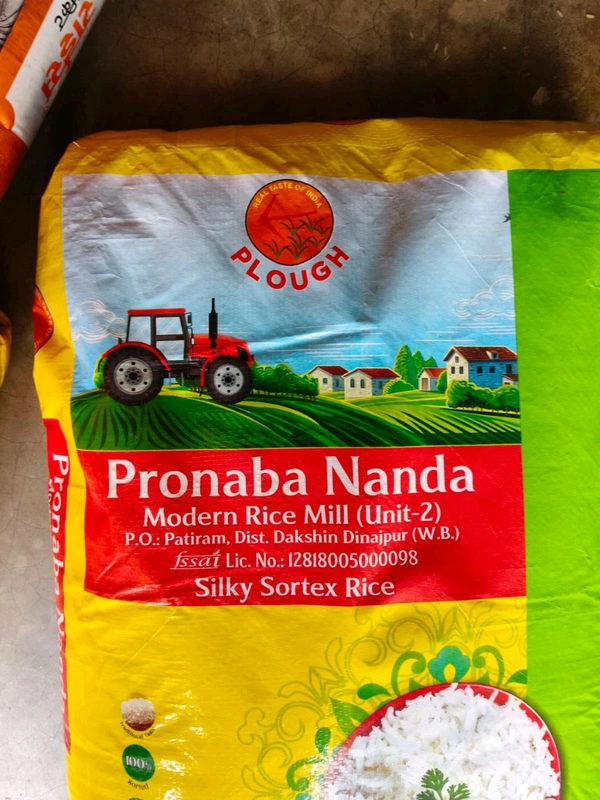 REAL TASTE OF INDIA
PLOUGH
Pronaba Nanda
Modern Rice Mill (Unit-2)
P.O.: Patiram, Dist. Dakshin Dinajpur (W.B.)
fssai Lic. No.: 12818005000098
Silky Sortex Rice
100%